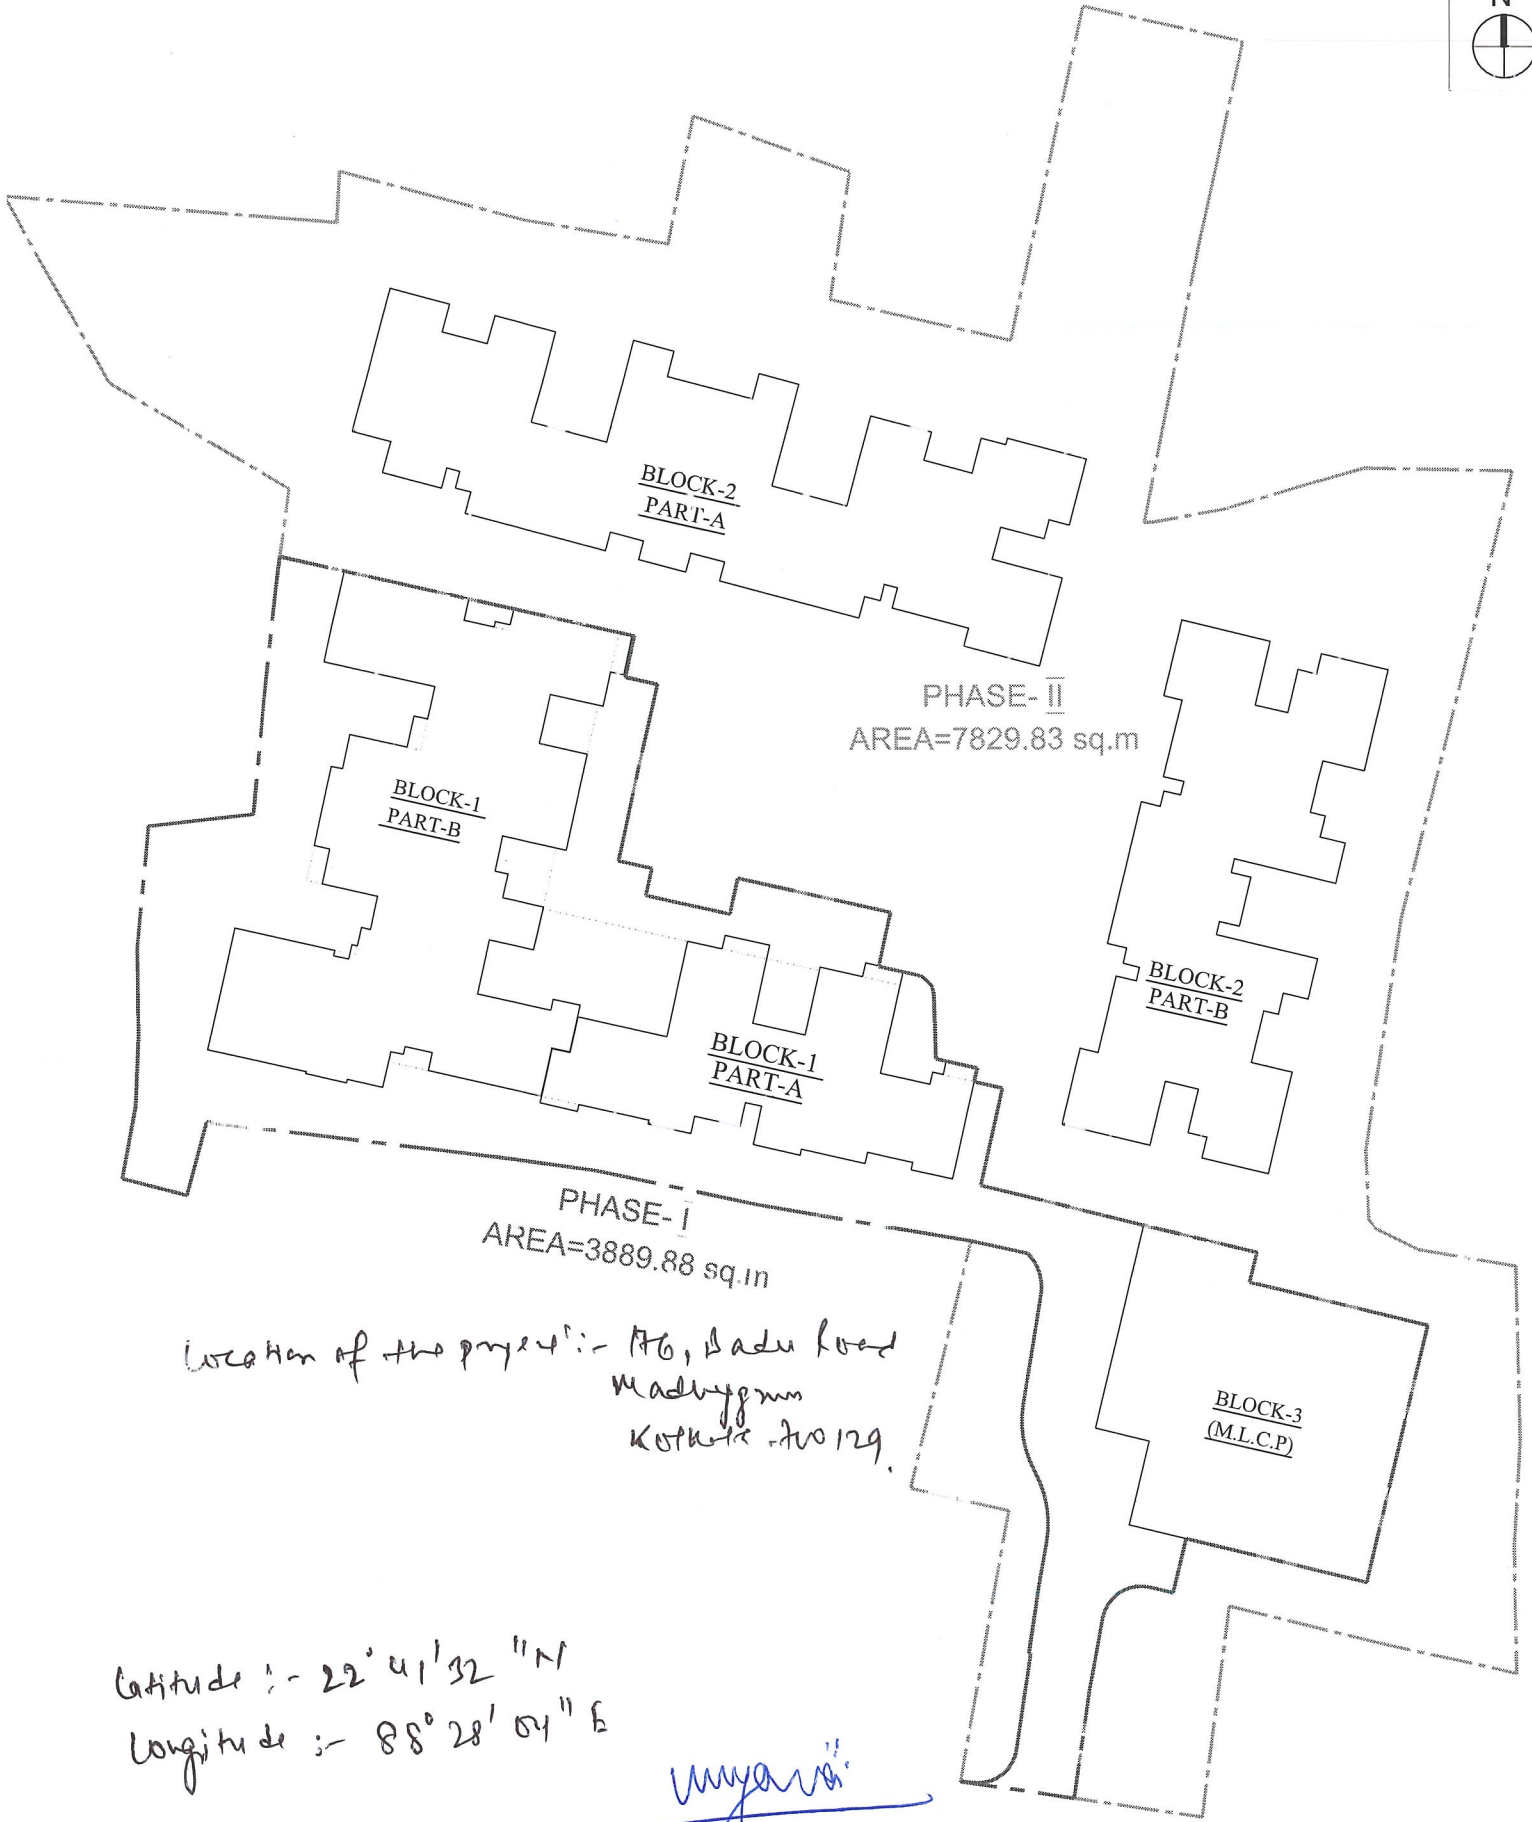 N
BLOCK-2
PART-A
PHASE- II
AREA=7829.83 sq.m
BLOCK-1
PART-B
BLOCK-2
PART-B
BLOCK-1
PART-A
PHASE- I
AREA=3889.88 sq.m
Location of the project :- 176, Badu Road
Madhyamgram
Kolkata - 700129.
BLOCK-3
(M.L.C.P)
Latitude :- 22° 41' 32 "N
Longitude :- 88° 28' 04" E